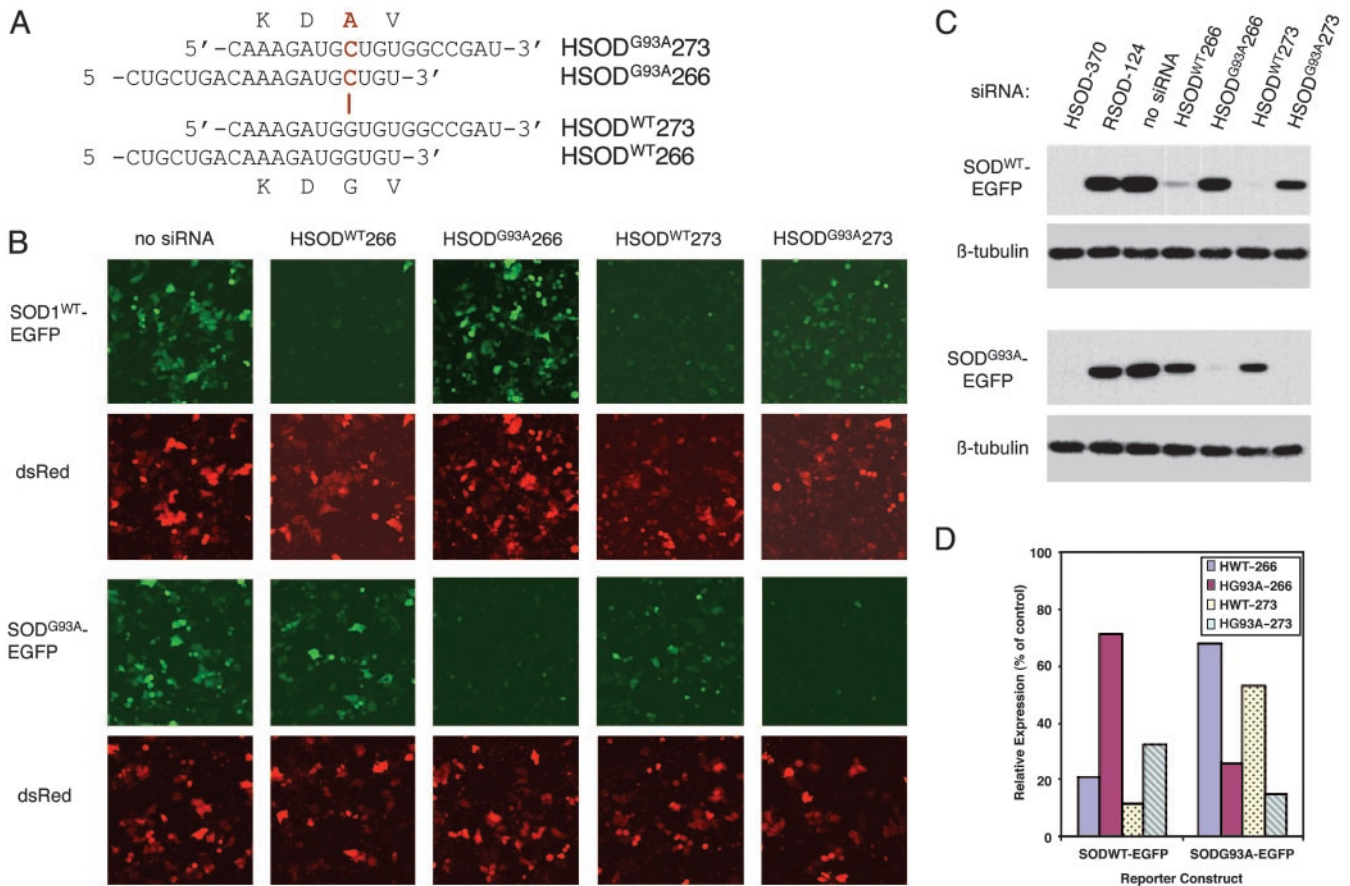 A
K D A V
5’-CAAAGAUGCUGUGGCCGAU-3’ HSODG93A273
5 -CUGCUGACAAAGAUGCUGU-3’ HSODG93A266
5’-CAAAGAUGGUGUGGCCGAU-3’ HSODWT273
5 -CUGCUGACAAAGAUGGUGU-3’ HSODWT266
K D G V
B
no siRNA HSODWT266 HSODG93A266 HSODWT273 HSODG93A273
SOD1WT-
EGFP
dsRed
SODG93A-
EGFP
dsRed
C
siRNA: HSOD-370 RSOD-124 no siRNA HSODWT266 HSODG93A266 HSODWT273 HSODG93A273
SODWT-
EGFP
ß-tubulin
SODG93A-
EGFP
ß-tubulin
D
Relative Expression (% of control)
100
80
60
40
20
0
HWT-266
HG93A-266
HWT-273
HG93A-273
SODWT-EGFP SODG93A-EGFP
Reporter Construct